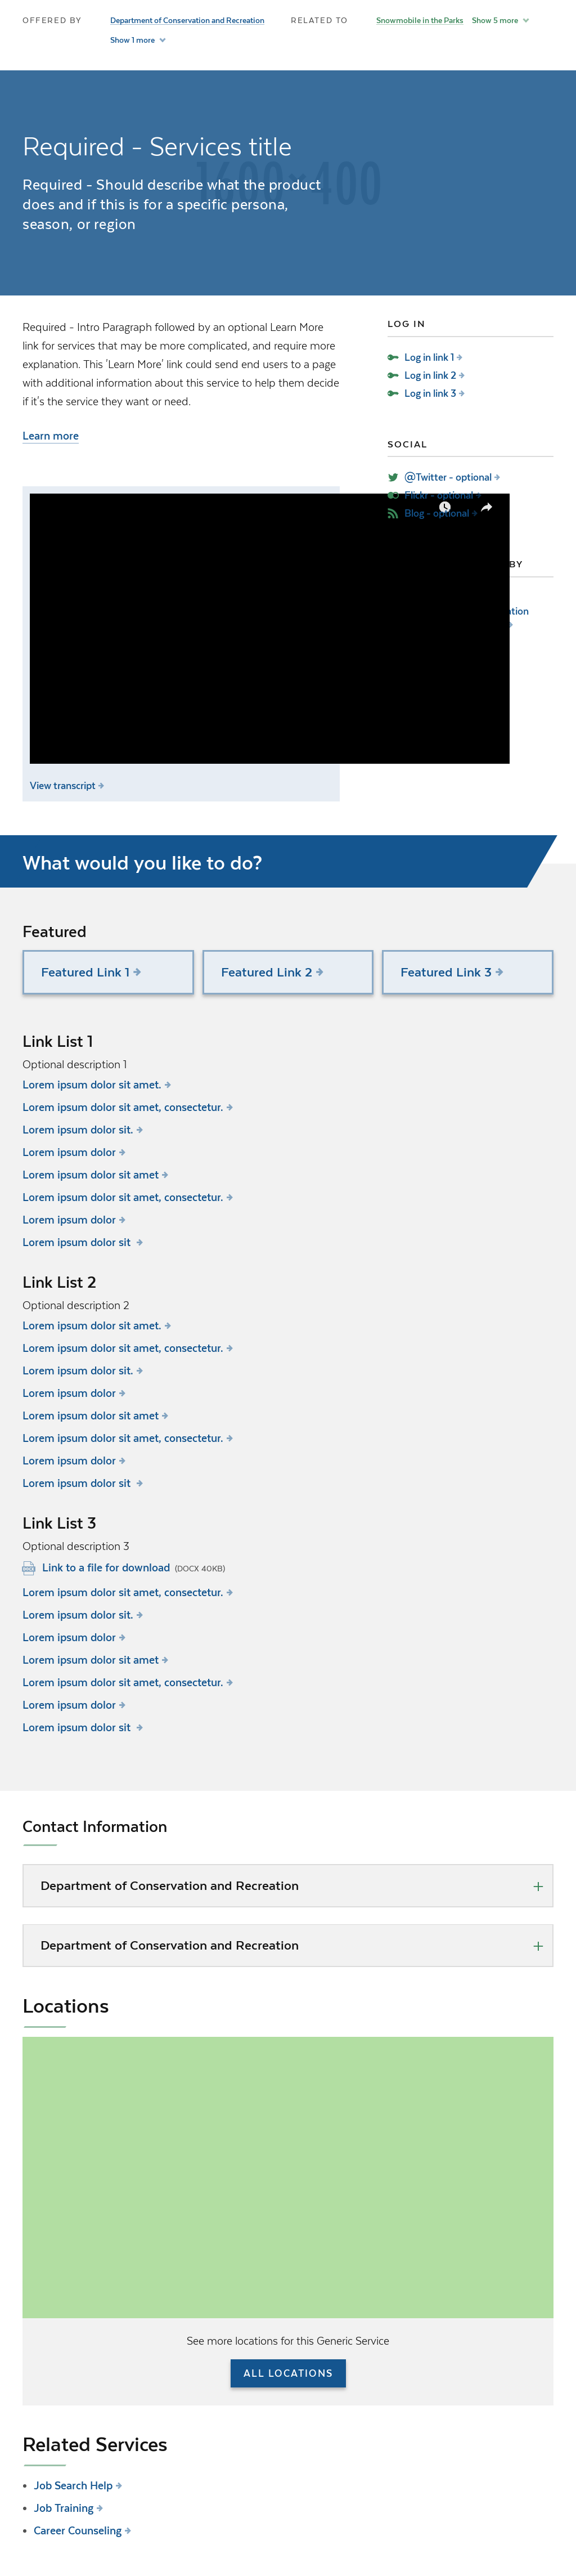 OFFERED BY
Department of Conservation and Recreation
Show 1 more
RELATED TO
Snowmobile in the Parks Show 5 more
1600×400
Required - Services title
Required - Should describe what the product
does and if this is for a specific persona,
season, or region
Required - Intro Paragraph followed by an optional Learn More
link for services that may be more complicated, and require more
explanation. This 'Learn More' link could send end users to a page
with additional information about this service to help them decide
if it's the service they want or need.
Learn more
LOG IN
Log in link 1
Log in link 2
Log in link 3
SOCIAL
@Twitter - optional
Flickr - optional
Blog - optional
BY
View transcript
What would you like to do?
Featured
Featured Link 1
Featured Link 2
Featured Link 3
Link List 1
Optional description 1
Lorem ipsum dolor sit amet.
Lorem ipsum dolor sit amet, consectetur.
Lorem ipsum dolor sit.
Lorem ipsum dolor
Lorem ipsum dolor sit amet
Lorem ipsum dolor sit amet, consectetur.
Lorem ipsum dolor
Lorem ipsum dolor sit
Link List 2
Optional description 2
Lorem ipsum dolor sit amet.
Lorem ipsum dolor sit amet, consectetur.
Lorem ipsum dolor sit.
Lorem ipsum dolor
Lorem ipsum dolor sit amet
Lorem ipsum dolor sit amet, consectetur.
Lorem ipsum dolor
Lorem ipsum dolor sit
Link List 3
Optional description 3
Link to a file for download (DOCX 40KB)
Lorem ipsum dolor sit amet, consectetur.
Lorem ipsum dolor sit.
Lorem ipsum dolor
Lorem ipsum dolor sit amet
Lorem ipsum dolor sit amet, consectetur.
Lorem ipsum dolor
Lorem ipsum dolor sit
Contact Information
Department of Conservation and Recreation
Department of Conservation and Recreation
Locations
See more locations for this Generic Service
ALL LOCATIONS
Related Services
Job Search Help
Job Training
Career Counseling